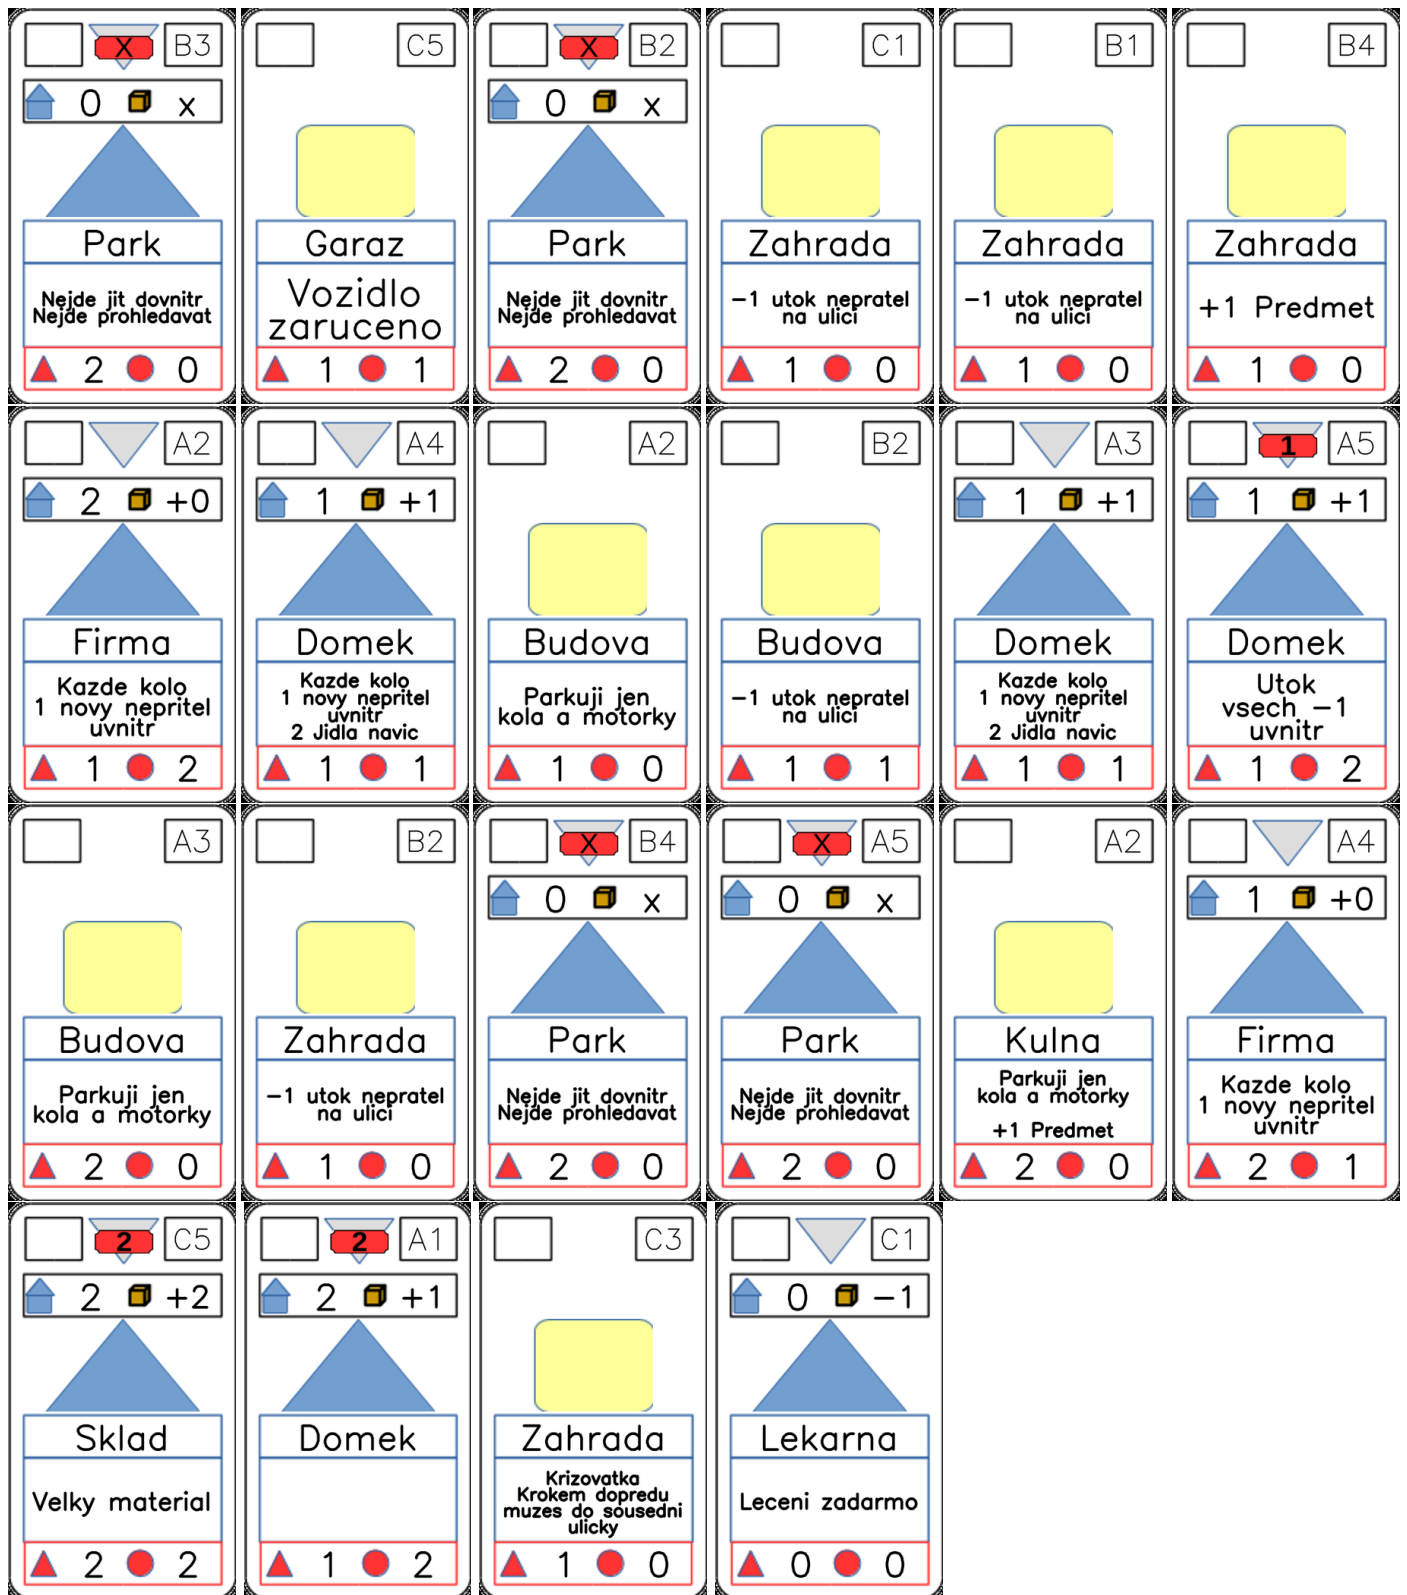 X B3
0 x
Park
Nejde jit dovnitr
Nejde prohledavat
2 0
C5
Garaz
Vozidlo
zaruceno
1 1
X B2
0 x
Park
Nejde jit dovnitr
Nejde prohledavat
2 0
C1
Zahrada
-1 utok nepratel
na ulici
1 0
B1
Zahrada
-1 utok nepratel
na ulici
1 0
B4
Zahrada
+1 Predmet
1 0
A2
2 +0
Firma
Kazde kolo
1 novy nepritel
uvnitr
1 2
A4
1 +1
Domek
Kazde kolo
1 novy nepritel
uvnitr
2 Jidla navic
1 1
A2
Budova
Parkuji jen
kola a motorky
1 0
B2
Budova
-1 utok nepratel
na ulici
1 1
A3
1 +1
Domek
Kazde kolo
1 novy nepritel
uvnitr
2 Jidla navic
1 1
1 A5
1 +1
Domek
Utok
vsech -1
uvnitr
1 2
A3
Budova
Parkuji jen
kola a motorky
2 0
B2
Zahrada
-1 utok nepratel
na ulici
1 0
X B4
0 x
Park
Nejde jit dovnitr
Nejde prohledavat
2 0
X A5
0 x
Park
Nejde jit dovnitr
Nejde prohledavat
2 0
A2
Kulna
Parkuji jen
kola a motorky
+1 Predmet
2 0
A4
1 +0
Firma
Kazde kolo
1 novy nepritel
uvnitr
2 1
2 C5
2 +2
Sklad
Velky material
2 2
2 A1
2 +1
Domek
1 2
C3
Zahrada
Krizovatka
Krokem dopredu
muzes do sousedni
ulicky
1 0
C1
0 -1
Lekarna
Leceni zadarmo
0 0